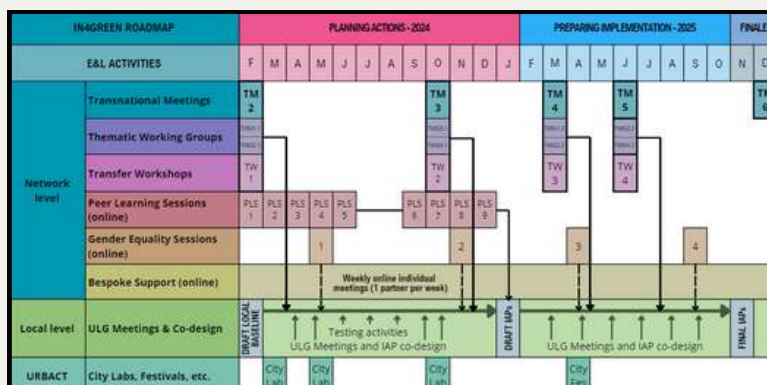 IN4GREEN ROADMAP
PLANNING ACTIONS - 2024
PREPARING IMPLEMENTATION - 2025
E&L ACTIVITIES
F M A M J J A S O N D J F M A M J J A S O N D
Network level
Transnational Meetings
TM 2
TM 3
TM 4
TM 5
TM 6
Thematic Working Groups
Transfer Workshops
TW 1
TW 2
TW 3
TW 4
Peer Learning Sessions (online)
PLS 1
PLS 2
PLS 3
PLS 4
PLS 5
PLS 6
PLS 7
PLS 8
PLS 9
Gender Equality Sessions (online)
1
2
3
4
Bespoke Support (online)
Weekly online individual
meetings (1 partner per week)
Local level
ULG Meetings & Co-design
DRAFT LOCAL BASELINE
Testing activities
ULG Meetings and IAP co-design
DRAFT IAPs
ULG Meetings and IAP co-design
FINAL IAPs
URBACT
City Labs, Festivals, etc.
City Lab
City Lab
City Lab
City